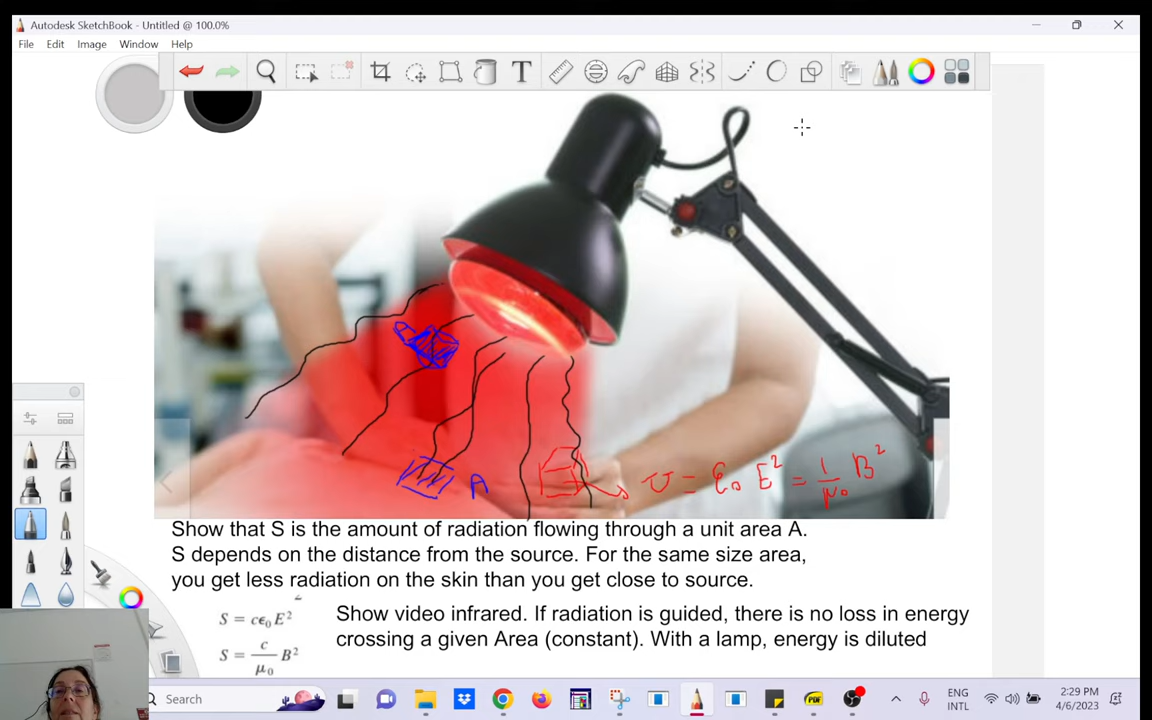 Autodesk SketchBook - Untitled @ 100.0%
File Edit Image Window Help
T
A
A
U = ε₀ E² = 1/μ₀ B²
Show that S is the amount of radiation flowing through a unit area A.
S depends on the distance from the source. For the same size area,
you get less radiation on the skin than you get close to source.
S = cϵ₀E²
S = c/μ₀ B²
Show video infrared. If radiation is guided, there is no loss in energy
crossing a given Area (constant). With a lamp, energy is diluted
Search
PDF
ENG
INTL
2:29 PM
4/6/2023